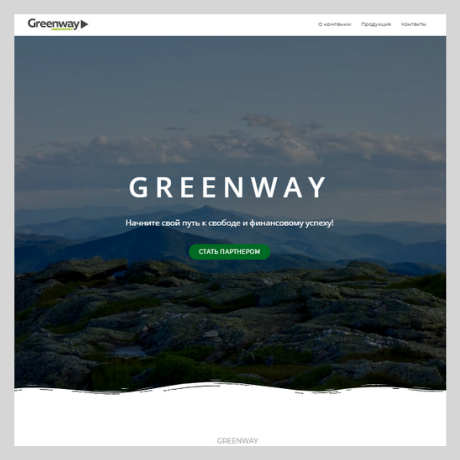 Greenway
О компании
Продукция
Контакты
GREENWAY
Начните свой путь к свободе и финансовому успеху!
СТАТЬ ПАРТНЕРОМ
GREENWAY